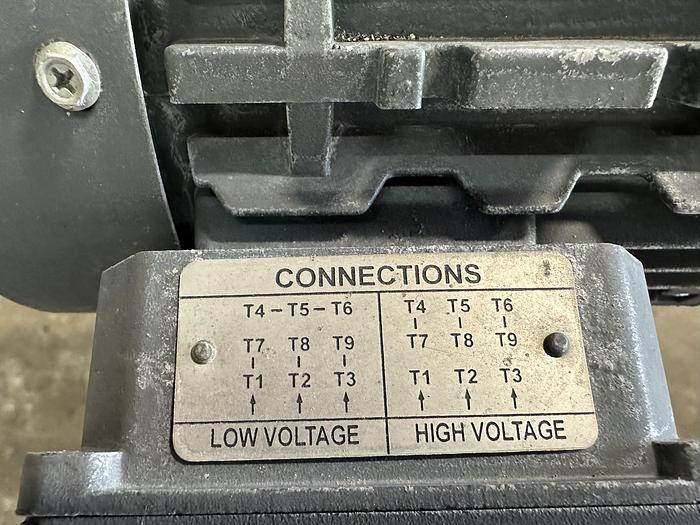 CONNECTIONS
T4-T5-T6
T7 T8 T9
T1 T2 T3
LOW VOLTAGE
T4 T5 T6
T7 T8 T9
T1 T2 T3
HIGH VOLTAGE